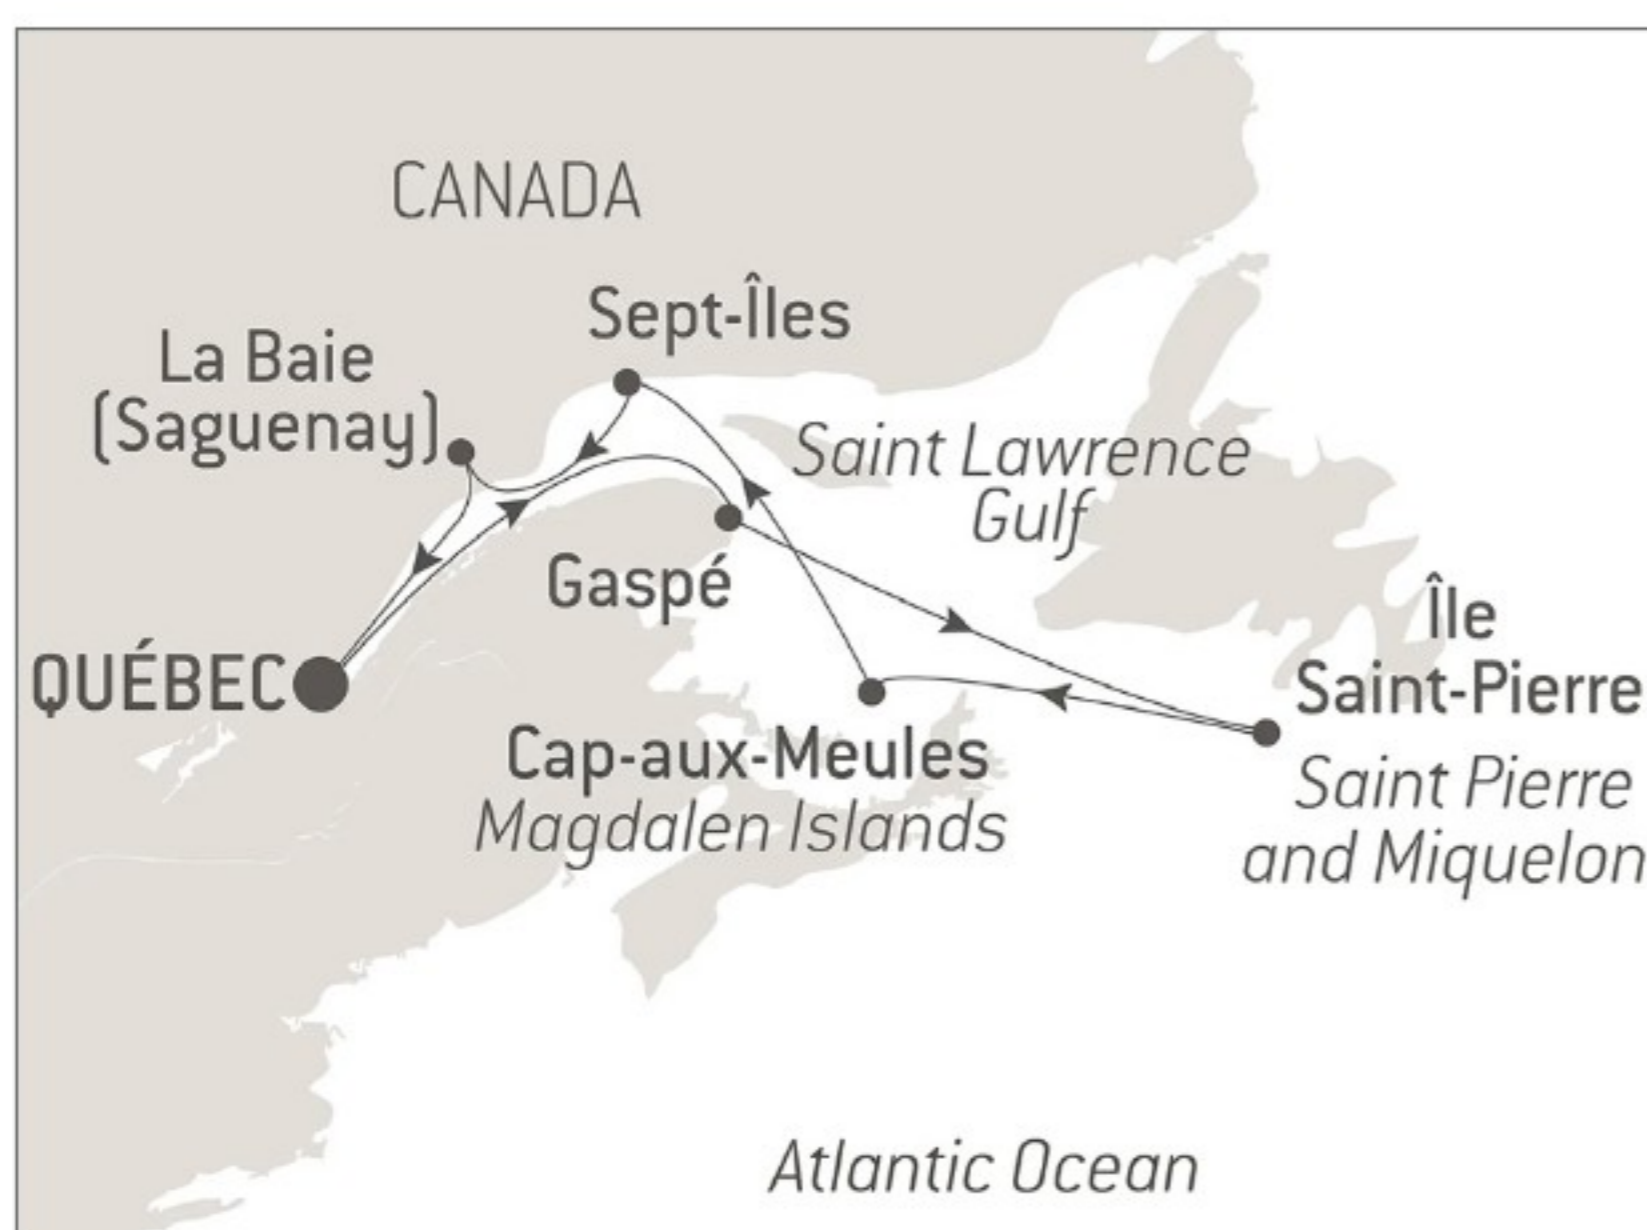 CANADA
Sept-Îles
La Baie
(Saguenay)
Saint Lawrence
Gulf
Gaspé
Île
Saint-Pierre
QUÉBEC
Cap-aux-Meules
Magdalen Islands
Saint Pierre
and Miquelon
Atlantic Ocean